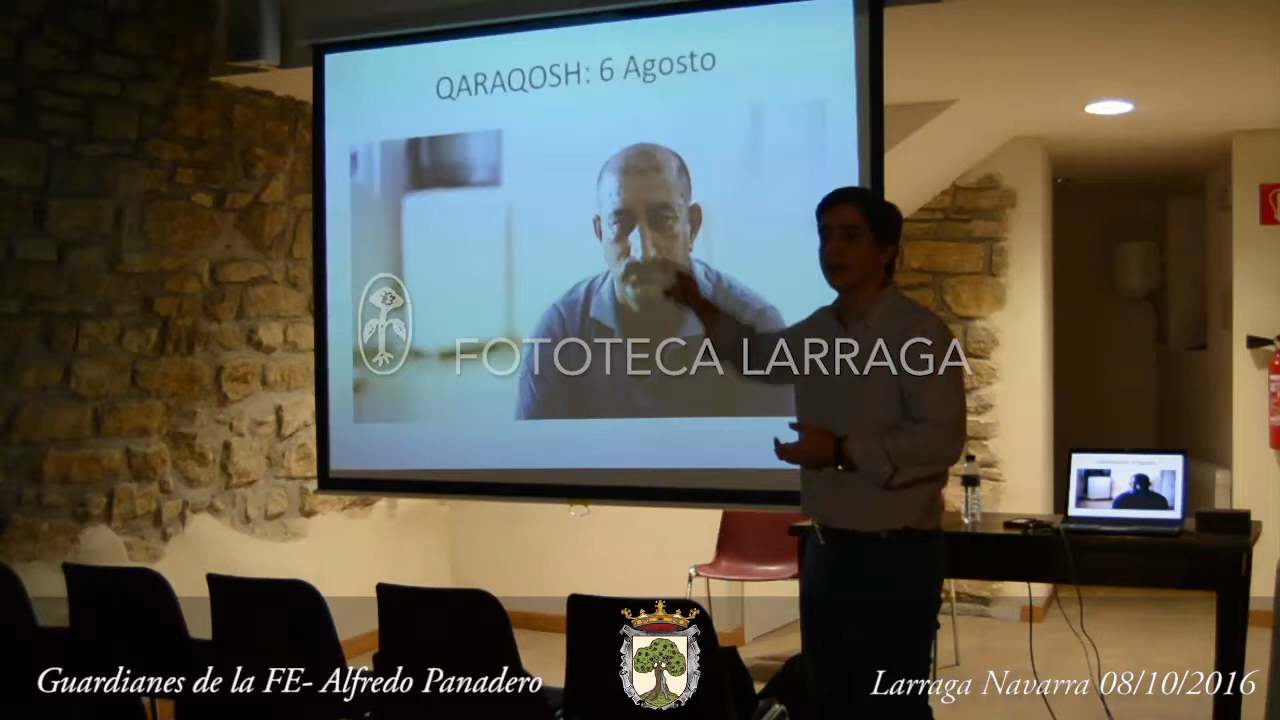 QARAQOSH: 6 Agosto
FOTOTECA LARRAGA
Guardianes de la FE- Alfredo Panadero
Larraga Navarra 08/10/2016